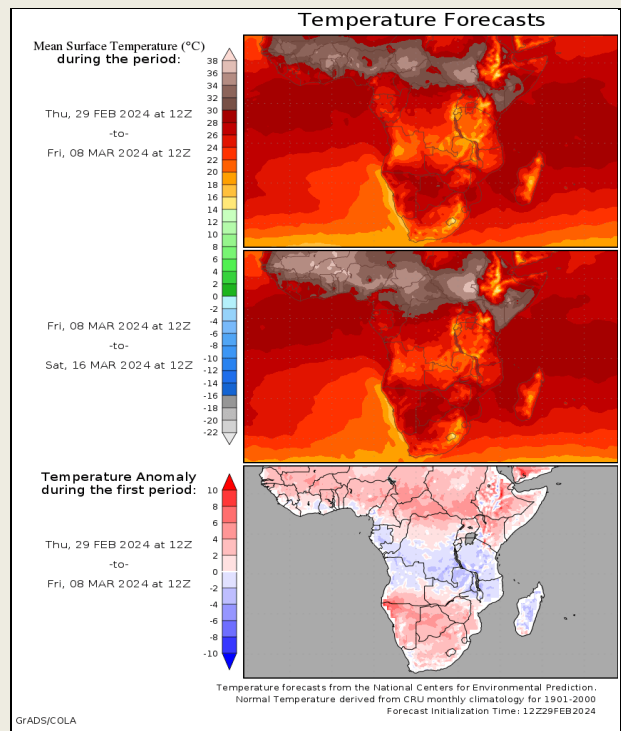 Temperature Forecasts
Mean Surface Temperature (°C)
during the period:
Thu, 29 FEB 2024 at 12Z
-to-
Fri, 08 MAR 2024 at 12Z
38
36
34
32
30
28
26
24
22
20
18
16
14
12
10
8
6
4
2
0
-2
-4
-6
-8
-10
-12
-14
-16
-18
-20
-22
Fri, 08 MAR 2024 at 12Z
-to-
Sat, 16 MAR 2024 at 12Z
Temperature Anomaly
during the first period:
Thu, 29 FEB 2024 at 12Z
-to-
Fri, 08 MAR 2024 at 12Z
10
8
6
4
2
0
-2
-4
-6
-8
-10
Temperature forecasts from the National Centers for Environmental Prediction.
Normal Temperature derived from CRU monthly climatology for 1901-2000
Forecast Initialization Time: 12Z29FEB2024
GrADS/COLA